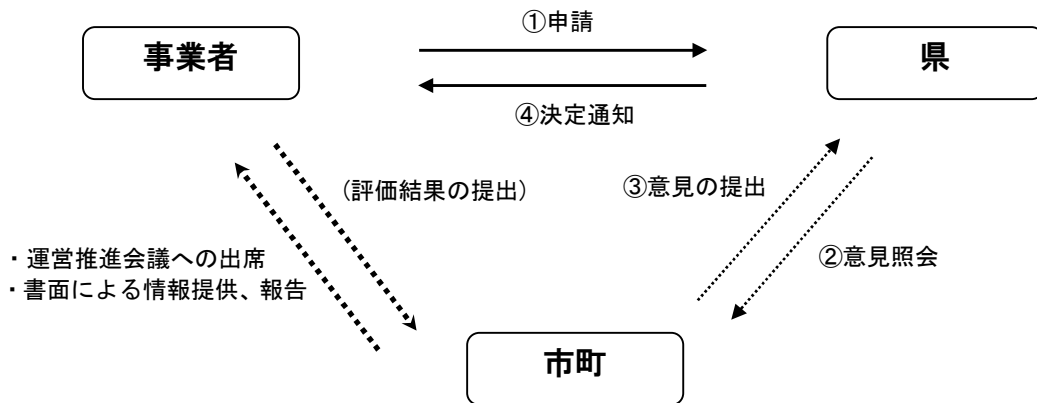 ①申請
事業者
県
④決定通知
(評価結果の提出)
③意見の提出
・運営推進会議への出席
②意見照会
・書面による情報提供、報告
市町